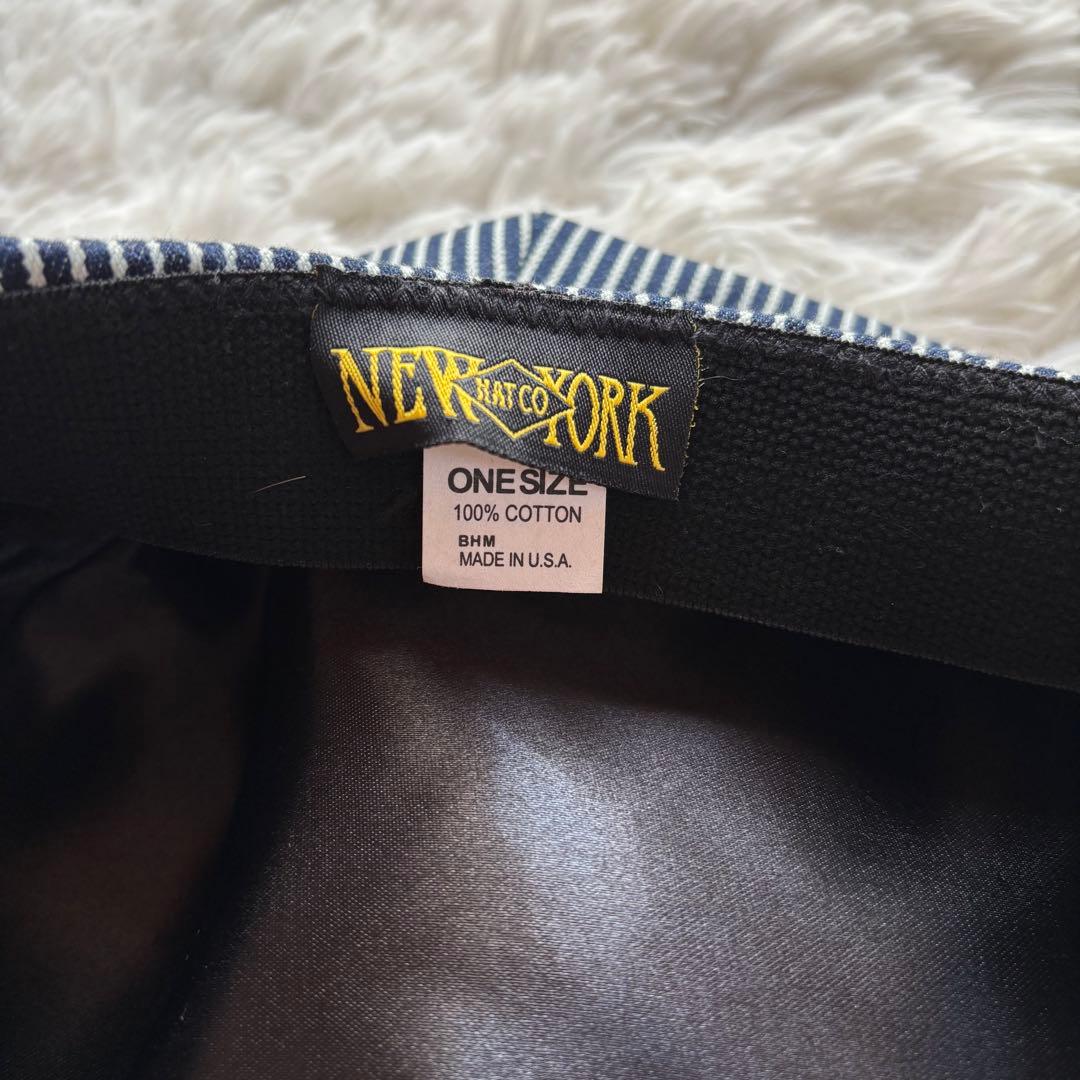 NEW HAT CO YORK
ONE SIZE
100% COTTON
BHM
MADE IN U.S.A.